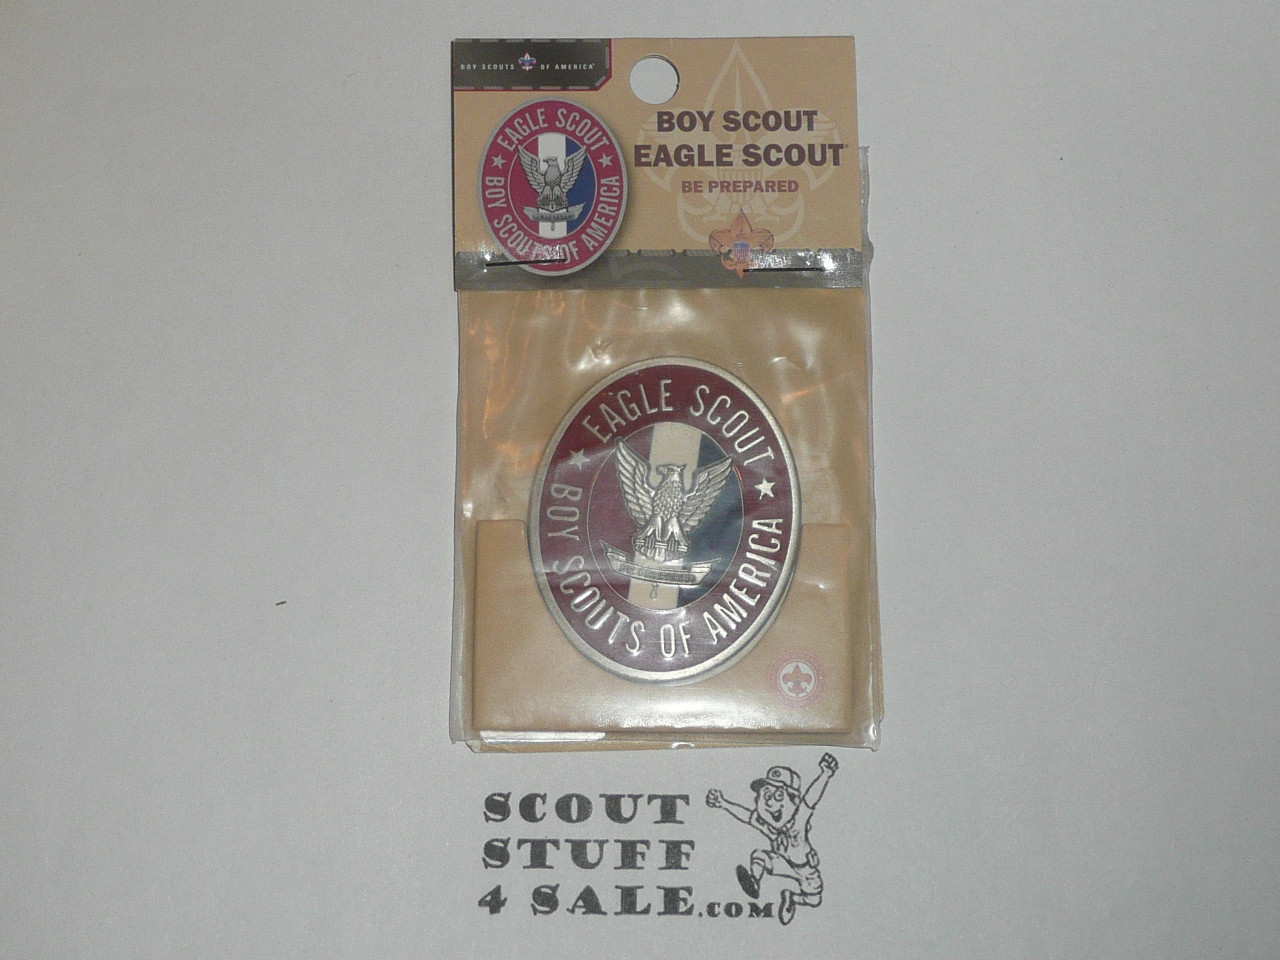 BOY SCOUTS OF AMERICA
BOY SCOUT
EAGLE SCOUT
BE PREPARED
EAGLE SCOUT
BOY SCOUTS OF AMERICA
EAGLE SCOUT
BOY SCOUTS OF AMERICA
SCOUT
STUFF
4 SALE.COM